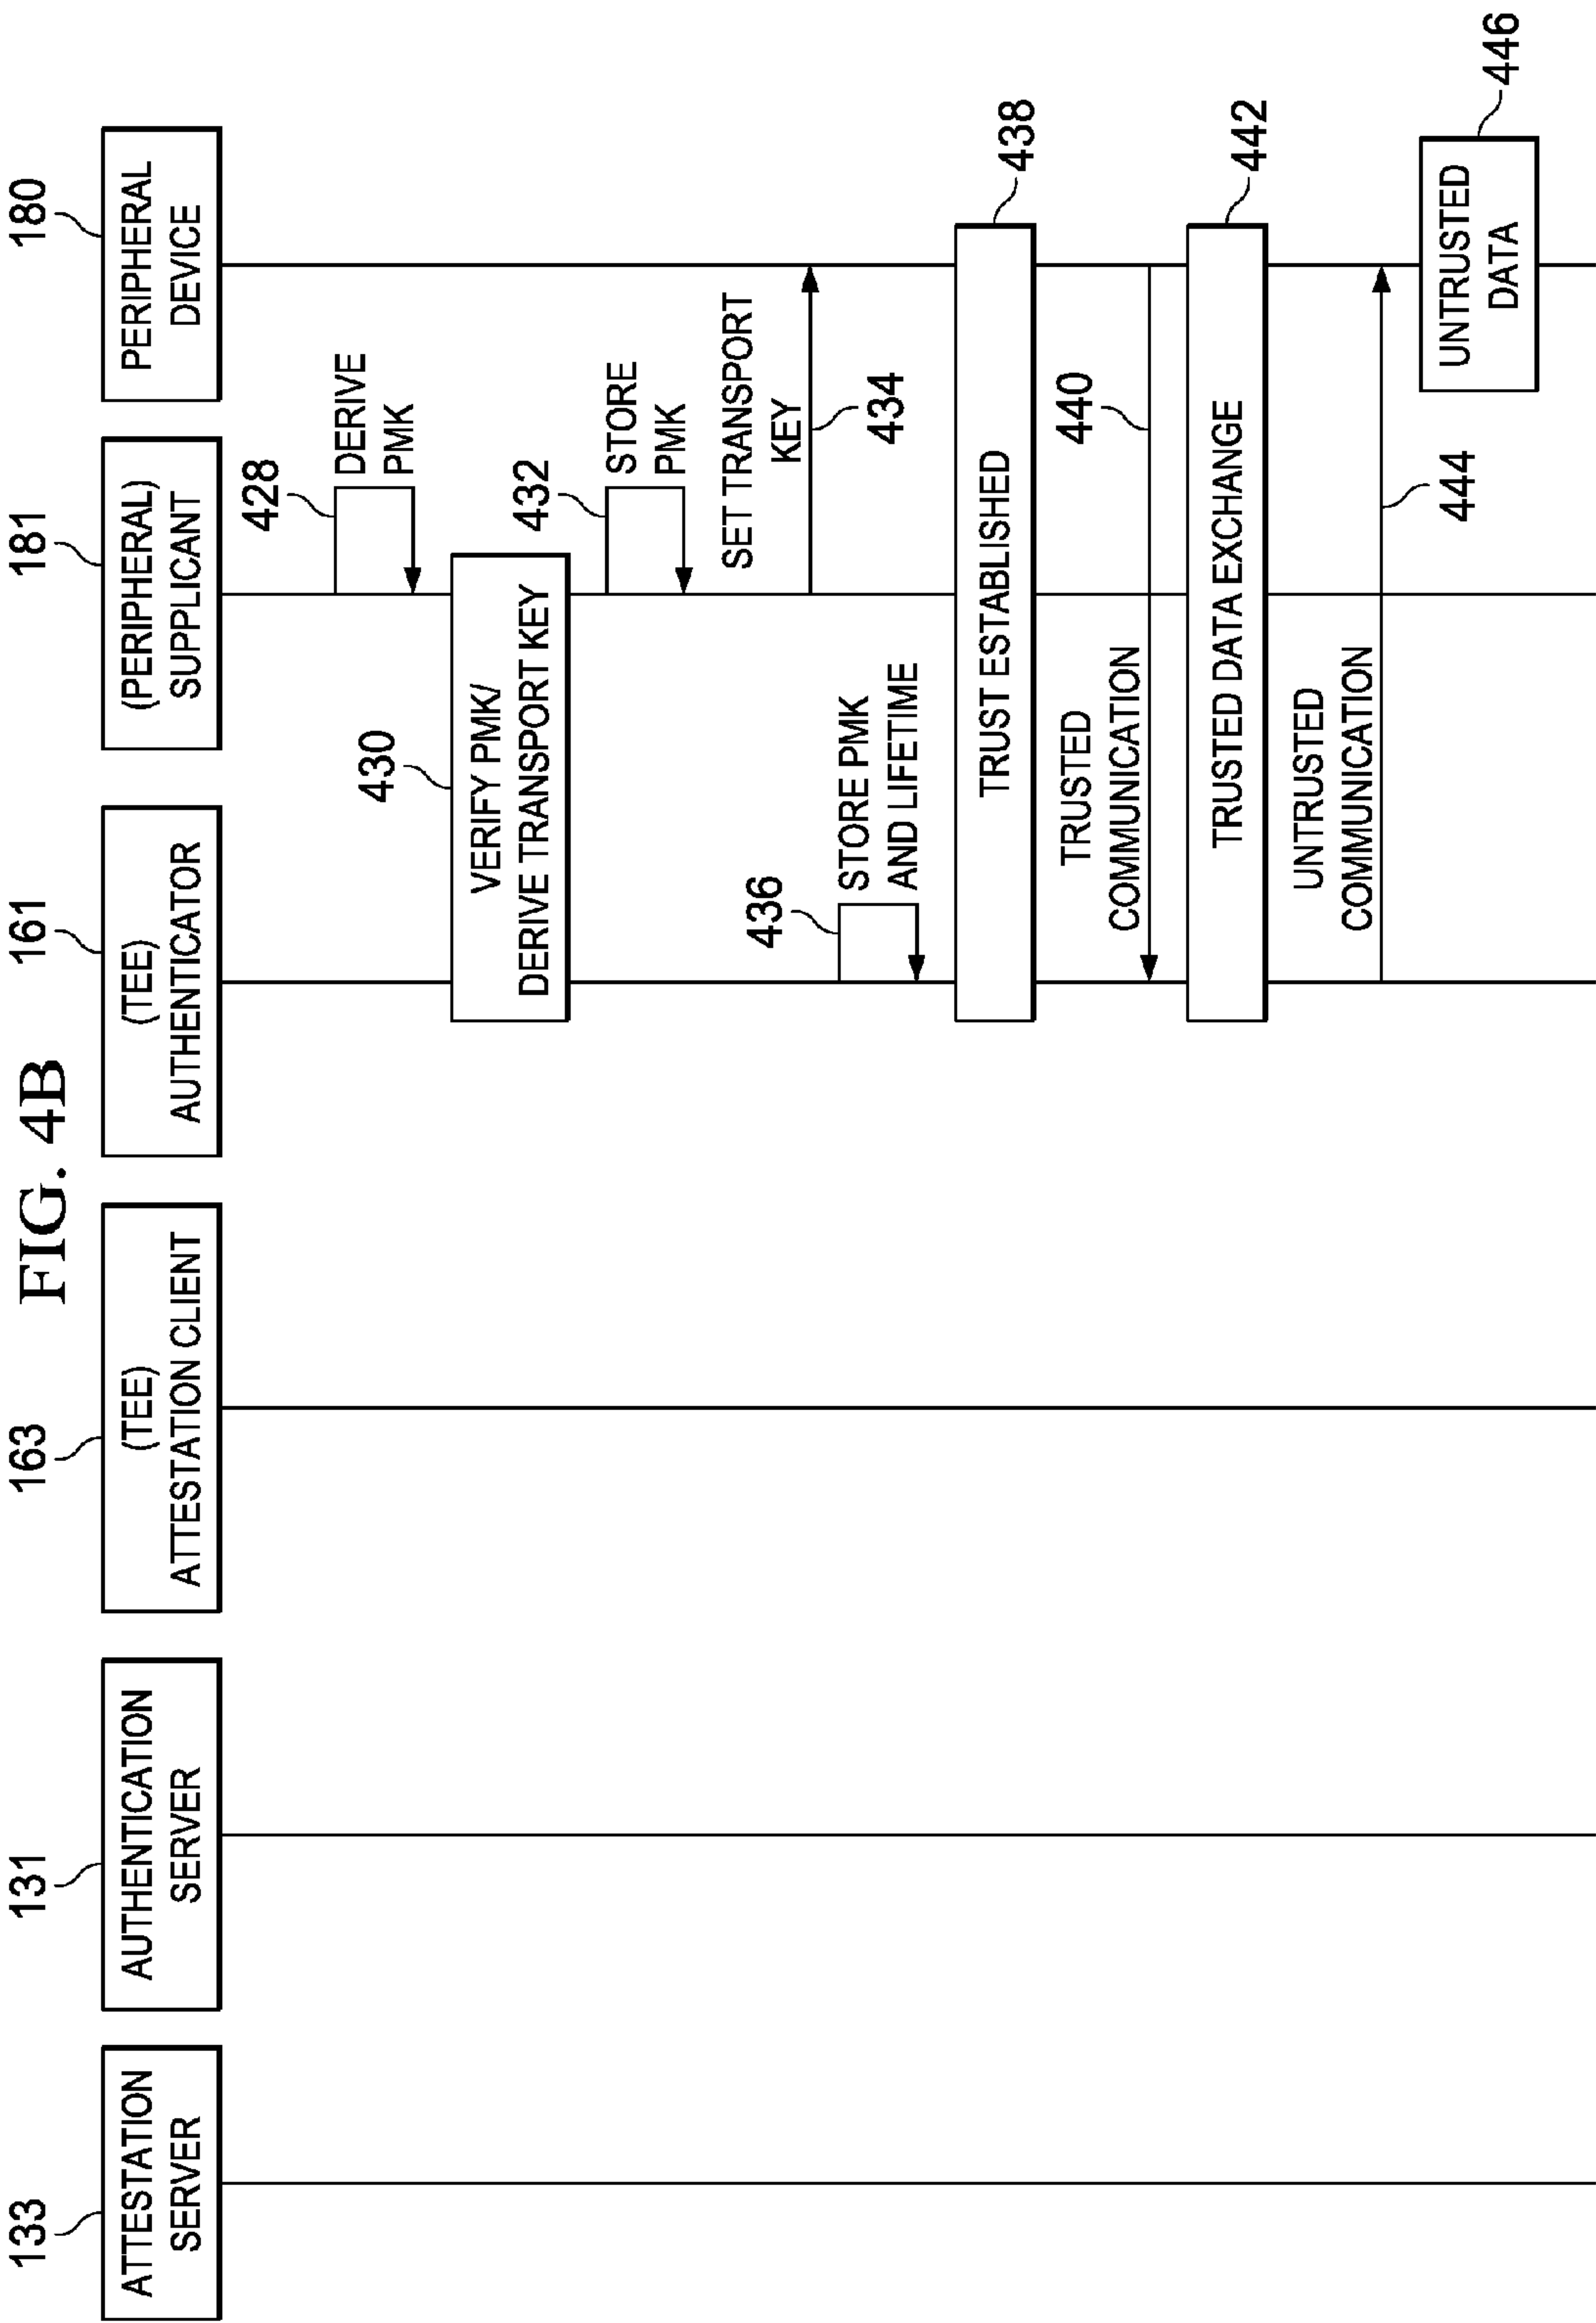 FIG. 4B
133
ATTESTATION
SERVER
131
AUTHENTICATION
SERVER
163
(TEE)
ATTESTATION CLIENT
161
(TEE)
AUTHENTICATOR
181
(PERIPHERAL)
SUPPLICANT
180
PERIPHERAL
DEVICE
428
DERIVE
PMK
430
VERIFY PMK/
DERIVE TRANSPORT KEY
432
STORE
PMK
SET TRANSPORT
KEY
434
436
STORE PMK
AND LIFETIME
TRUST ESTABLISHED
438
TRUSTED
COMMUNICATION
440
TRUSTED DATA EXCHANGE
442
UNTRUSTED
COMMUNICATION
444
UNTRUSTED
DATA
446